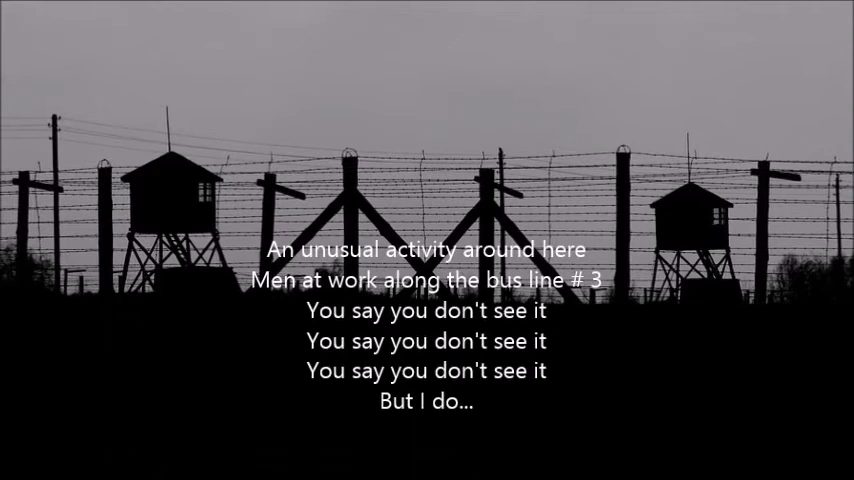 An unusual activity around here
Men at work along the bus line # 3
You say you don't see it
You say you don't see it
You say you don't see it
But I do...